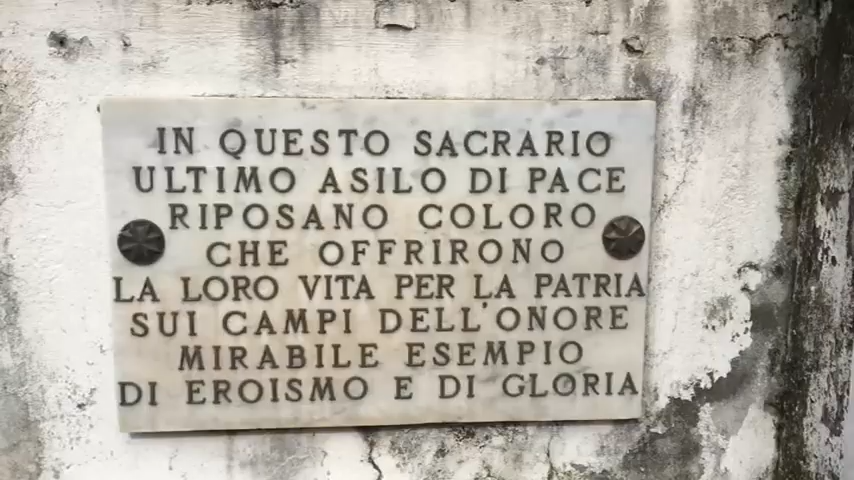 IN QUESTO SACRARIO
ULTIMO ASILO DI PACE
RIPOSANO COLORO
CHE OFFRIRONO
LA LORO VITA PER LA PATRIA
SUI CAMPI DELL'ONORE
MIRABILE ESEMPIO
DI EROISMO E DI GLORIA